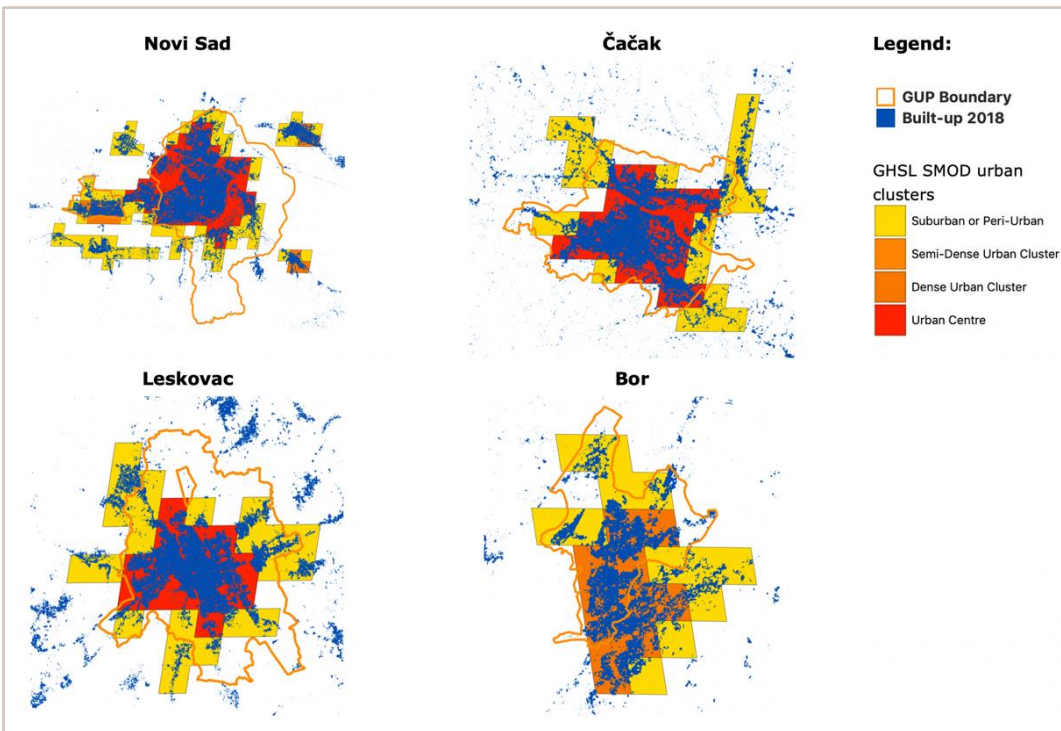 Novi Sad
Čačak
Legend:
GUP Boundary
Built-up 2018
GHSL SMOD urban
clusters
Suburban or Peri-Urban
Semi-Dense Urban Cluster
Dense Urban Cluster
Urban Centre
Leskovac
Bor